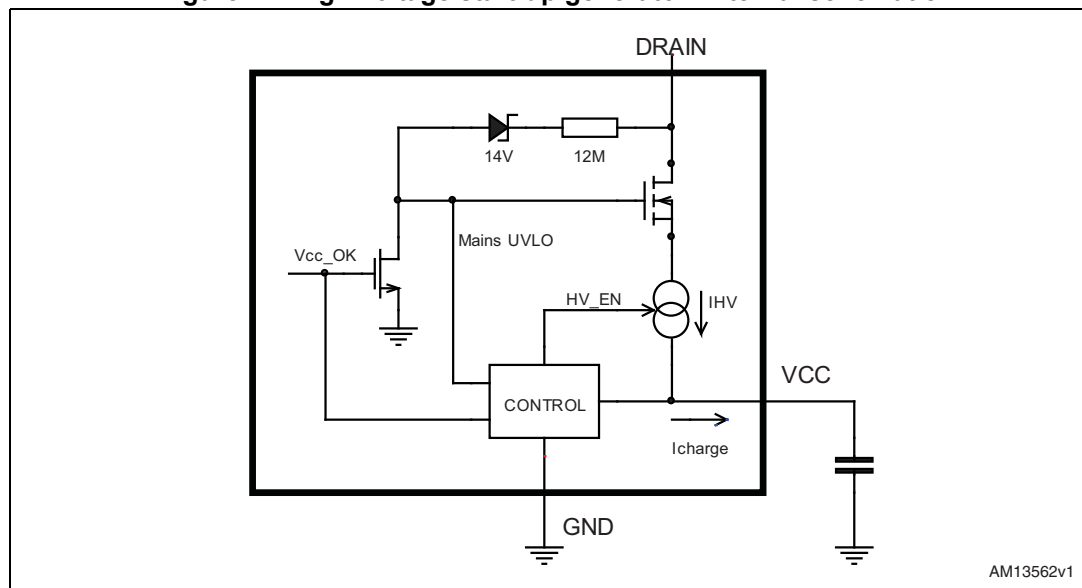 DRAIN
14V
12M
Mains UVLO
Vcc_OK
HV_EN
IHV
VCC
CONTROL
Icharge
GND
AM13562v1